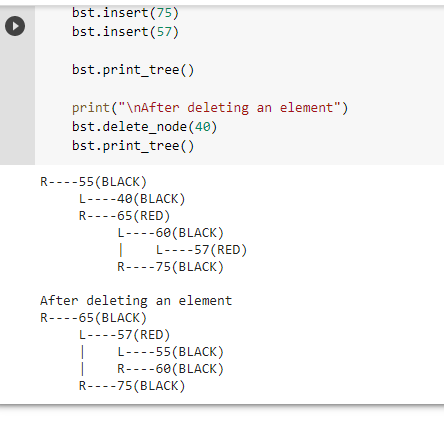 bst.insert(75)
bst.insert(57)
bst.print_tree()
print("\nAfter deleting an element")
bst.delete_node(40)
bst.print_tree()
R----55(BLACK)
     L----40(BLACK)
     R----65(RED)
          L----60(BLACK)
          |    L----57(RED)
          R----75(BLACK)
After deleting an element
R----65(BLACK)
     L----57(RED)
     |    L----55(BLACK)
     |    R----60(BLACK)
     R----75(BLACK)